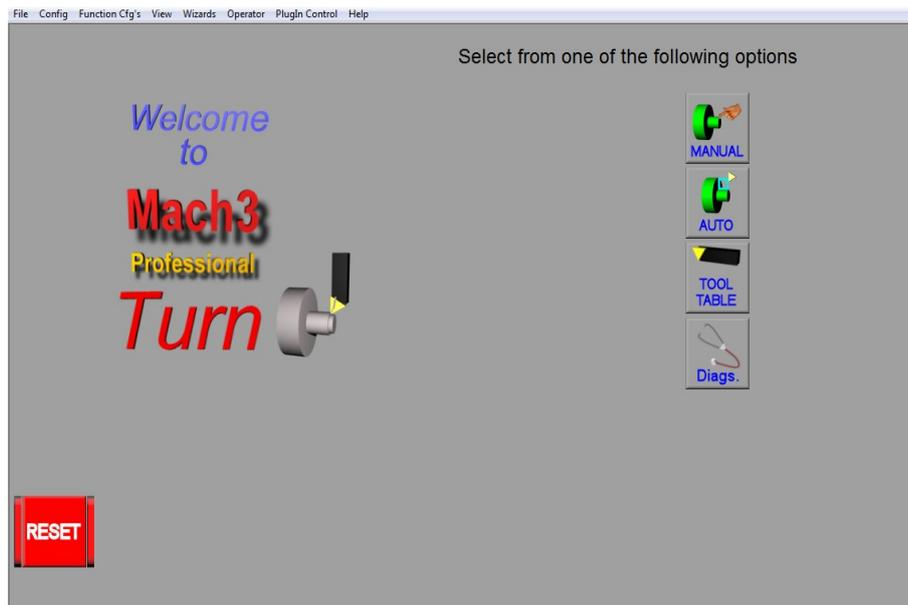 File Config Function Cfg's View Wizards Operator PlugIn Control Help
Select from one of the following options
Welcome
to
Mach3
Professional
Turn
MANUAL
AUTO
TOOL
TABLE
Diags.
RESET